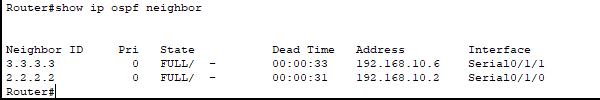 Router#show ip ospf neighbor
Neighbor ID     Pri   State           Dead Time   Address         Interface
3.3.3.3           0   FULL/  -        00:00:33    192.168.10.6    Serial0/1/1
2.2.2.2           0   FULL/  -        00:00:31    192.168.10.2    Serial0/1/0
Router#